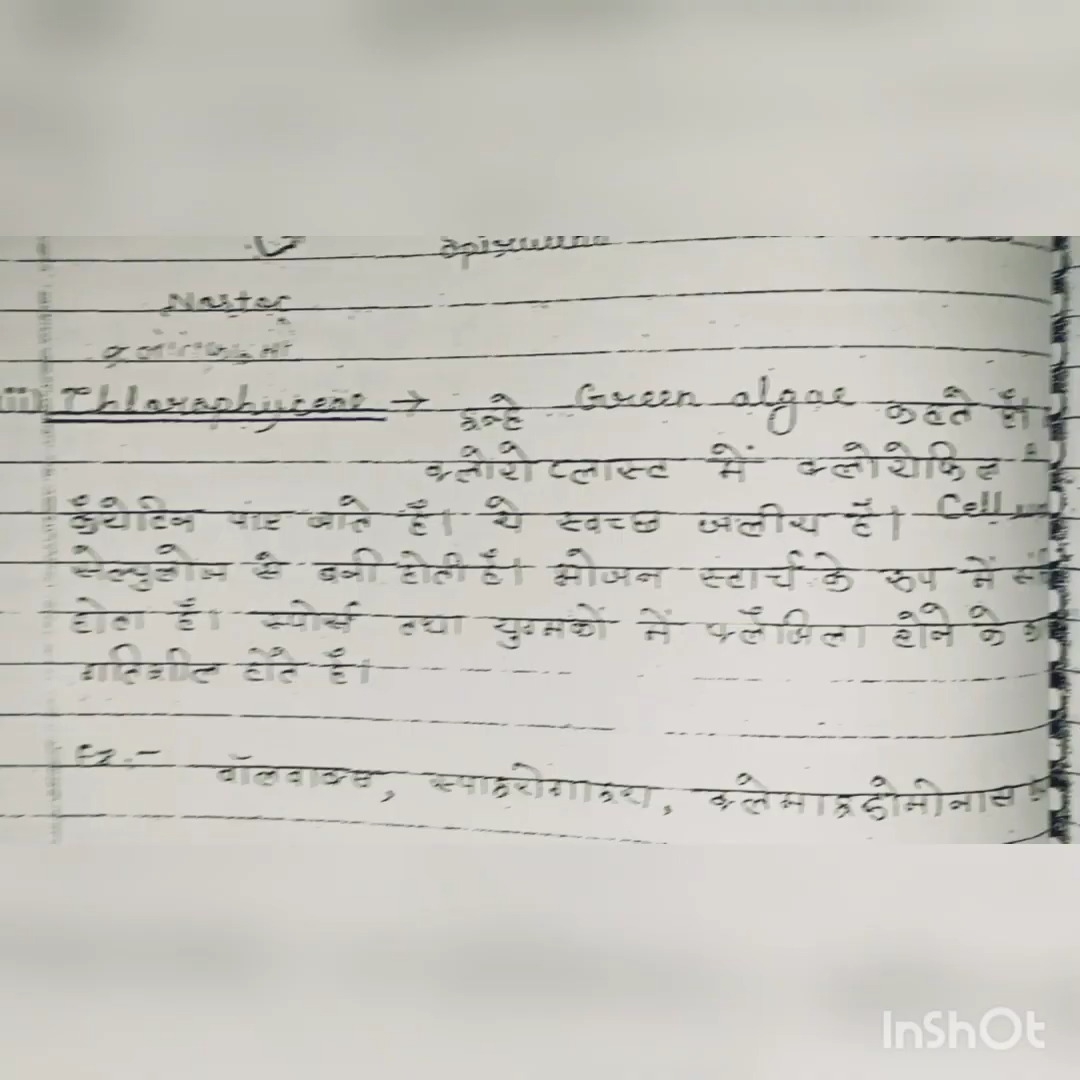 Nostoc
iii) Chlorophyceae → इन्हे Green algae कहते हैं।
क्लोरोप्लास्ट में क्लोरोफिल
कैरोटिन पाए जाते हैं। ये स्वच्छ जलीय हैं। Cell
सेल्युलोज से बनी होती है। भोजन स्टार्च के रूप में
होता है। स्पोर्स तथा युग्मकों में फ्लैजिला होने के
गतिशील होते है।
Ex.-
वॉलवाक्स, स्पाइरोगाइरा, क्लेमाइडोमोनास
InShOt